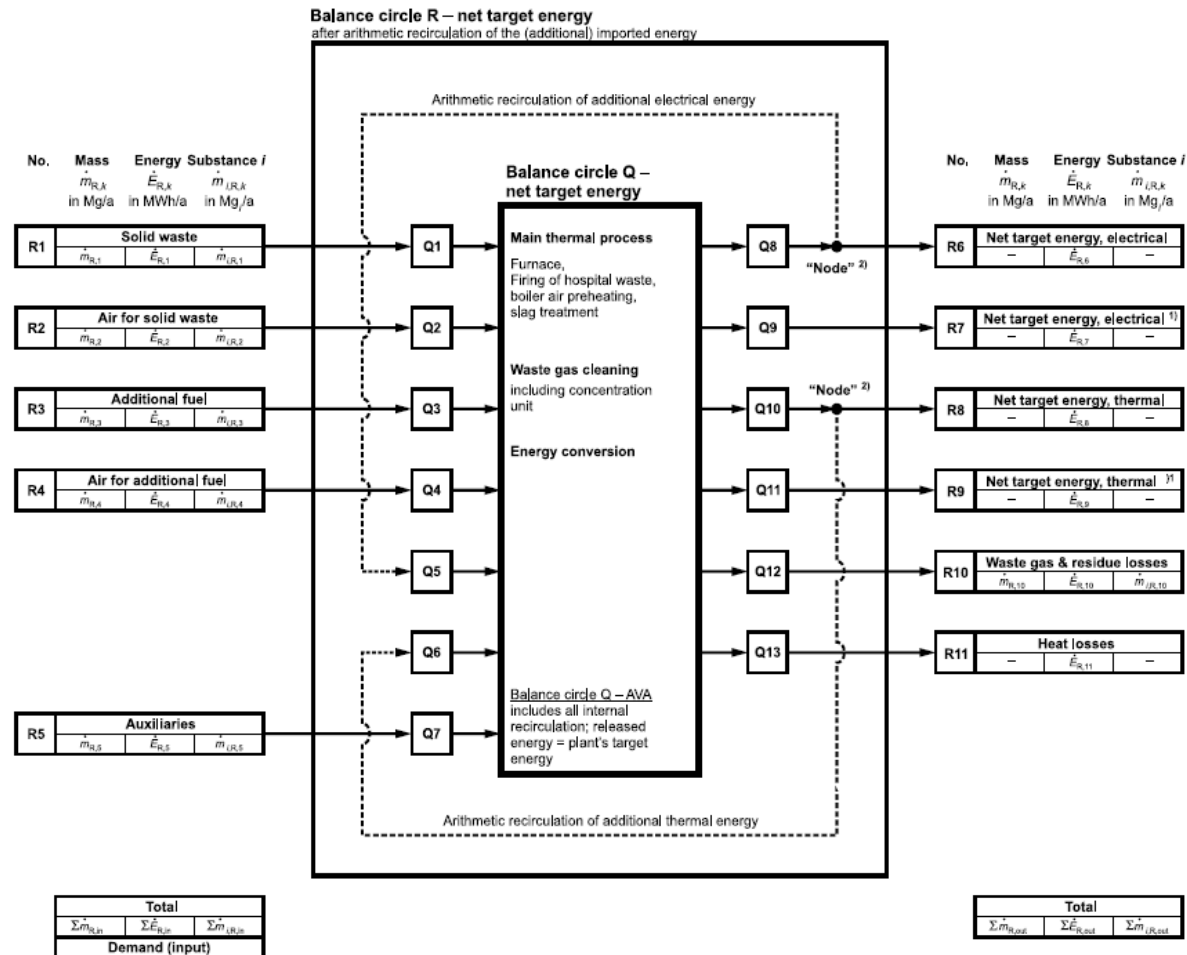 Balance circle R – net target energy
after arithmetic recirculation of the (additional) imported energy
Arithmetic recirculation of additional electrical energy
No. Mass Energy Substance i
ṁR,k ĖR,k ṁi,R,k
in Mg/a in MWh/a in Mgi/a
R1 Solid waste
ṁR,1 ĖR,1 ṁi,R,1
R2 Air for solid waste
ṁR,2 ĖR,2 ṁi,R,2
R3 Additional fuel
ṁR,3 ĖR,3 ṁi,R,3
R4 Air for additional fuel
ṁR,4 ĖR,4 ṁi,R,4
R5 Auxiliaries
ṁR,5 ĖR,5 ṁi,R,5
Q1
Q2
Q3
Q4
Q5
Q6
Q7
Balance circle Q –
net target energy
Main thermal process
Furnace,
Firing of hospital waste,
boiler air preheating,
slag treatment
Waste gas cleaning
including concentration
unit
Energy conversion
Balance circle Q – AVA
includes all internal
recirculation; released
energy = plant's target
energy
Q8
"Node" 2)
Q9
Q10
"Node" 2)
Q11
Q12
Q13
Arithmetic recirculation of additional thermal energy
No. Mass Energy Substance i
ṁR,k ĖR,k ṁi,R,k
in Mg/a in MWh/a in Mgi/a
R6 Net target energy, electrical
– ĖR,6 –
R7 Net target energy, electrical 1)
– ĖR,7 –
R8 Net target energy, thermal
– ĖR,8 –
R9 Net target energy, thermal )1
– ĖR,9 –
R10 Waste gas & residue losses
ṁR,10 ĖR,10 ṁi,R,10
R11 Heat losses
– ĖR,11 –
Total
ΣṁR,in ΣĖR,in Σṁi,R,in
Demand (input)
Total
ΣṁR,out ΣĖR,out Σṁi,R,out